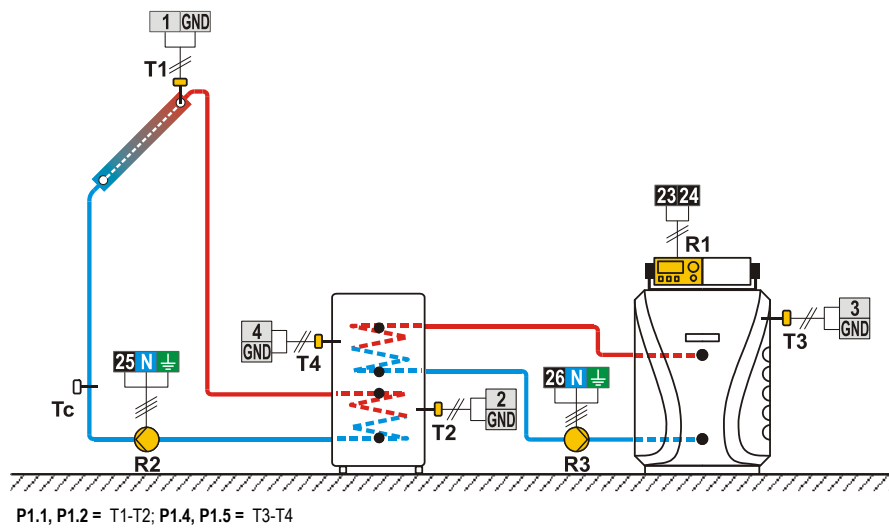 1 GND
T1
23 24
R1
4
GND
T4
3
GND
T3
25 N
26 N
2
GND
T2
Tc
R2
R3
P1.1, P1.2 = T1-T2; P1.4, P1.5 = T3-T4